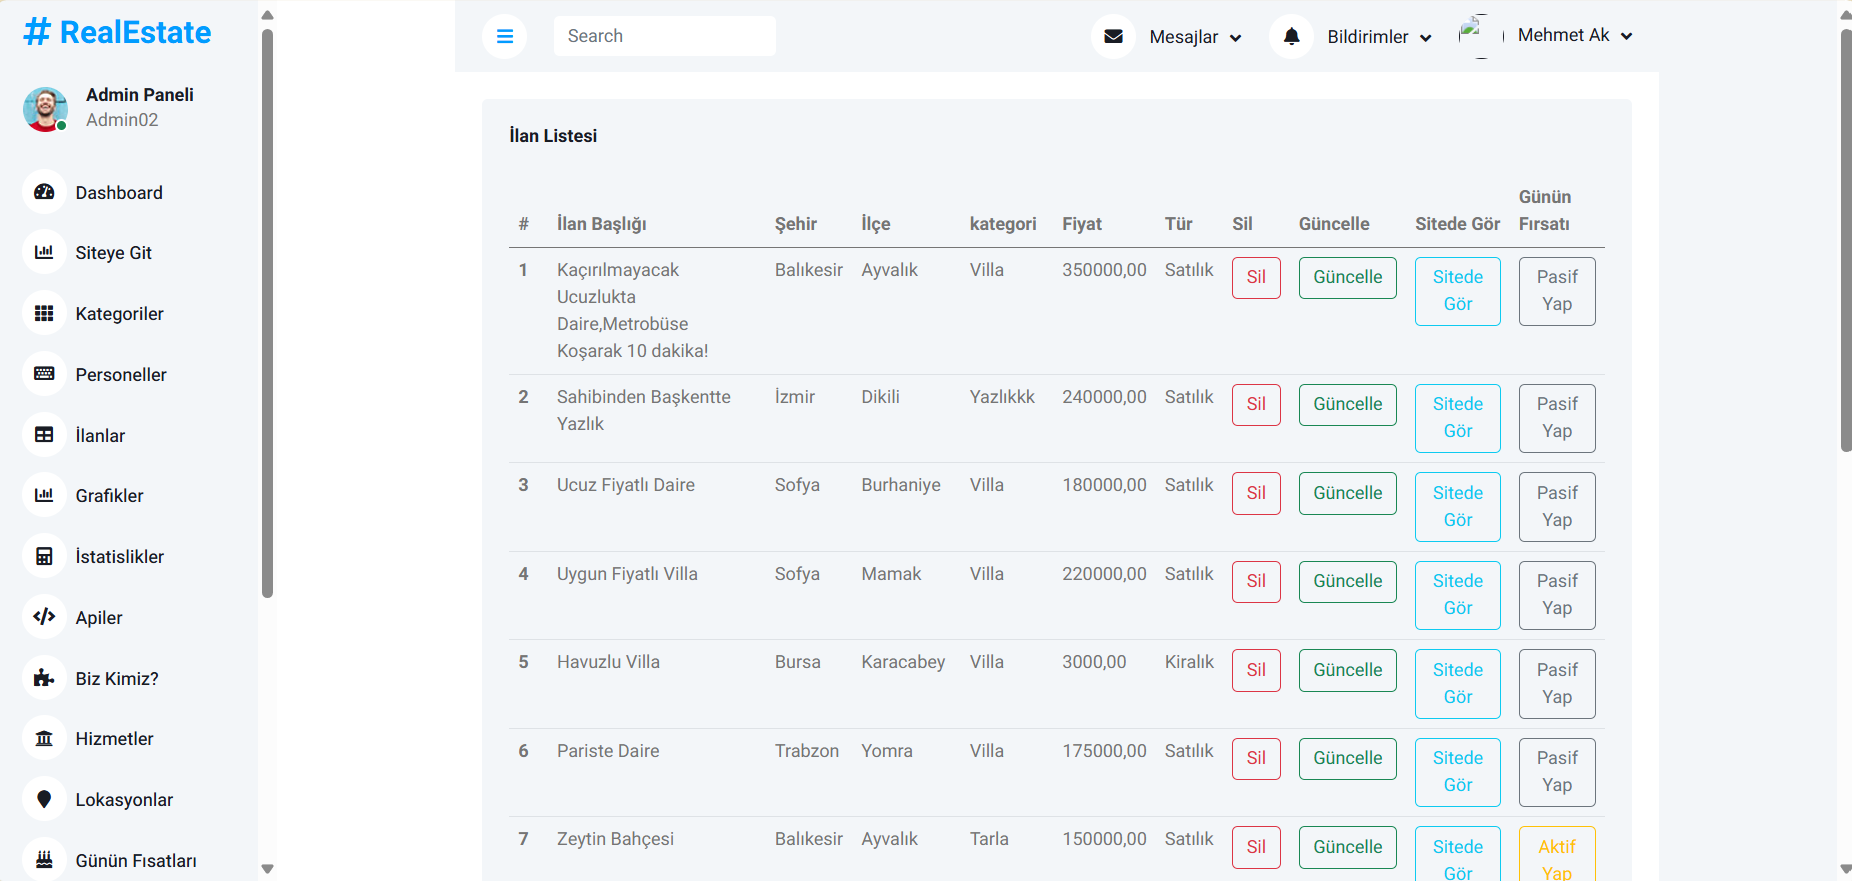 # RealEstate
Admin Paneli
Admin02
Dashboard
Siteye Git
Kategoriler
Personeller
İlanlar
Grafikler
İstatislikler
Apiler
Biz Kimiz?
Hizmetler
Lokasyonlar
Günün Fısatları
Search
Mesajlar
Bildirimler
Mehmet Ak
İlan Listesi
# İlan Başlığı Şehir İlçe kategori Fiyat Tür Sil Güncelle Sitede Gör Günün
Fırsatı
1 Kaçırılmayacak Balıkesir Ayvalık Villa 350000,00 Satılık Sil Güncelle Sitede Pasif
Ucuzlukta Gör Yap
Daire,Metrobüse
Koşarak 10 dakika!
2 Sahibinden Başkentte İzmir Dikili Yazlıkkk 240000,00 Satılık Sil Güncelle Sitede Pasif
Yazlık Gör Yap
3 Ucuz Fiyatlı Daire Sofya Burhaniye Villa 180000,00 Satılık Sil Güncelle Sitede Pasif
Gör Yap
4 Uygun Fiyatlı Villa Sofya Mamak Villa 220000,00 Satılık Sil Güncelle Sitede Pasif
Gör Yap
5 Havuzlu Villa Bursa Karacabey Villa 3000,00 Kiralık Sil Güncelle Sitede Pasif
Gör Yap
6 Pariste Daire Trabzon Yomra Villa 175000,00 Satılık Sil Güncelle Sitede Pasif
Gör Yap
7 Zeytin Bahçesi Balıkesir Ayvalık Tarla 150000,00 Satılık Sil Güncelle Sitede Aktif
Gör Yap